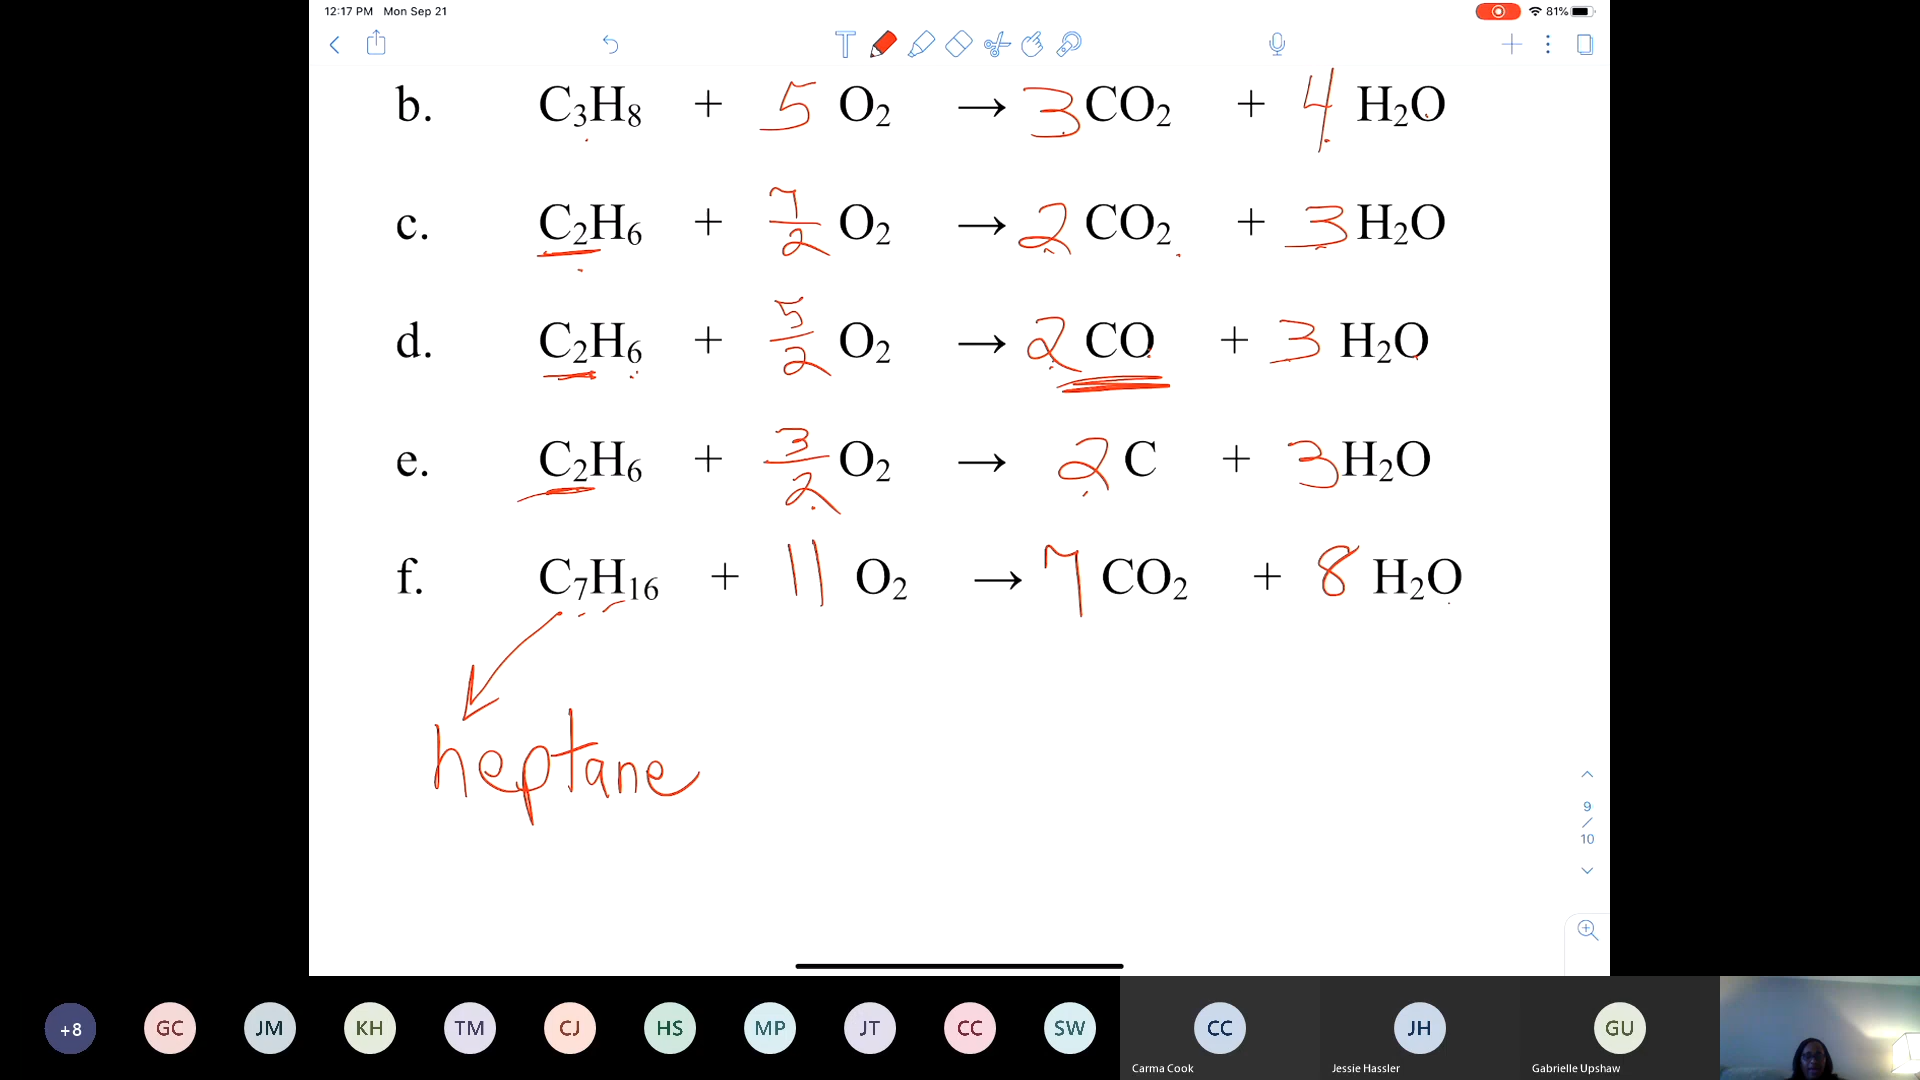 12:17 PM Mon Sep 21 81%
T
b. C₃H₈ + 5 O₂ → 3 CO₂ + 4 H₂O
c. C₂H₆ + 7/2 O₂ → 2 CO₂ + 3 H₂O
d. C₂H₆ + 5/2 O₂ → 2 CO + 3 H₂O
e. C₂H₆ + 3/2 O₂ → 2 C + 3 H₂O
f. C₇H₁₆ + 11 O₂ → 7 CO₂ + 8 H₂O
heptane
9
/
10
+8 GC JM KH TM CJ HS MP JT CC SW CC JH GU
Carma Cook Jessie Hassler Gabrielle Upshaw